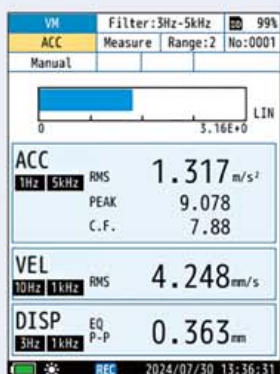 VM Filter:3Hz-5kHz SD 99%
ACC Measure Range:2 No:0001
Manual
LIN
0 3.16E+0
ACC
1Hz 5kHz RMS 1.317 m/s²
PEAK 9.078
C.F. 7.88
VEL
10Hz 1kHz RMS 4.248 mm/s
DISP EQ
3Hz 1kHz P-P 0.363 mm
REC 2024/07/30 13:36:31